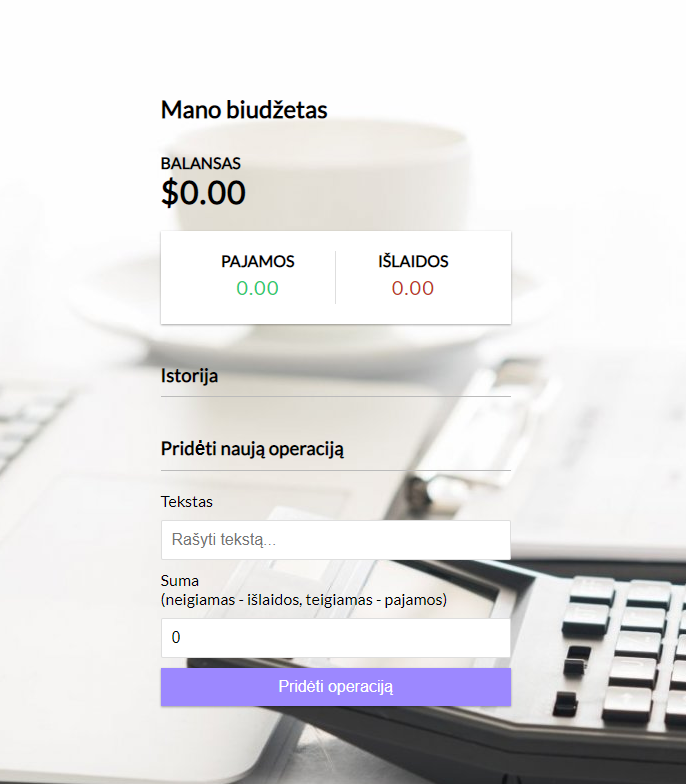 Mano biudžetas
BALANSAS
$0.00
PAJAMOS
IŠLAIDOS
0.00
0.00
Istorija
Pridėti naują operaciją
Tekstas
Rašyti tekstą...
Suma
(neigiamas - išlaidos, teigiamas - pajamos)
0
Pridėti operaciją